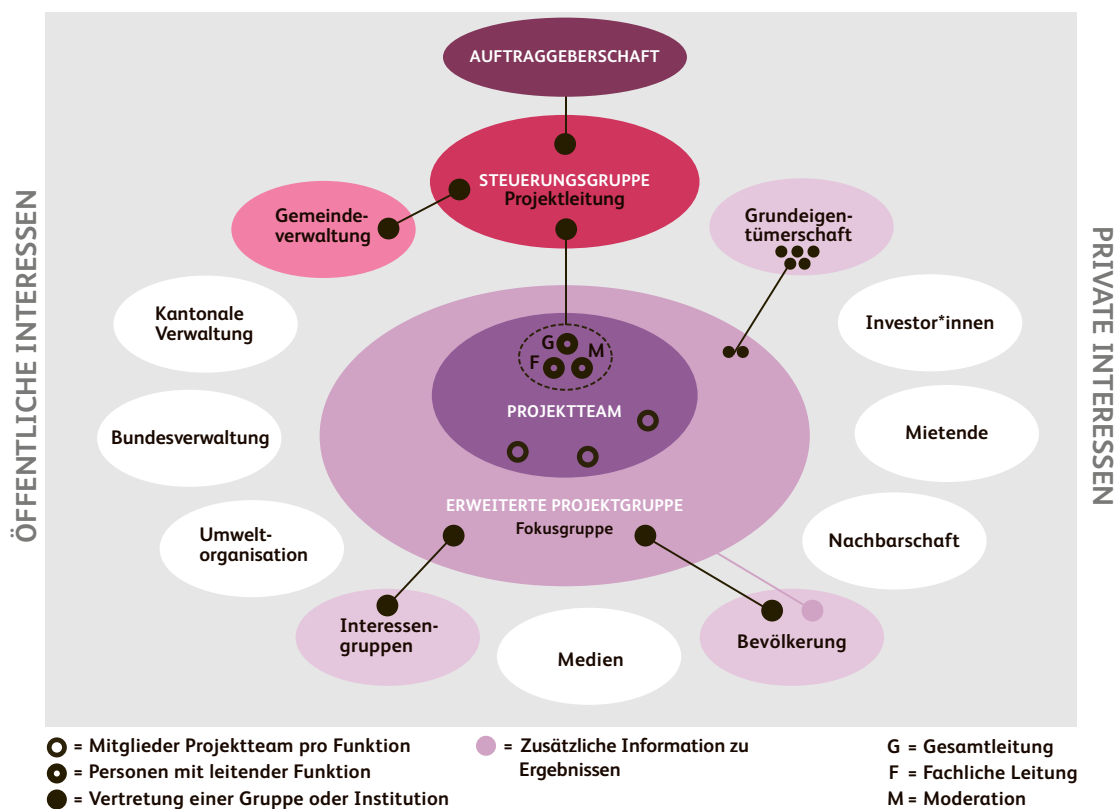 AUFTRAGGEBERSCHAFT
STEUERUNGSGRUPPE
Projektleitung
Gemeinde-
verwaltung
Grundeigen-
tümerschaft
ÖFFENTLICHE INTERESSEN
PRIVATE INTERESSEN
Kantonale
Verwaltung
Investor*innen
G
M
F
PROJEKTTEAM
Bundesverwaltung
Mietende
ERWEITERTE PROJEKTGRUPPE
Fokusgruppe
Umwelt-
organisation
Nachbarschaft
Interessen-
gruppen
Medien
Bevölkerung
= Mitglieder Projektteam pro Funktion
= Personen mit leitender Funktion
= Vertretung einer Gruppe oder Institution
= Zusätzliche Information zu
Ergebnissen
G = Gesamtleitung
F = Fachliche Leitung
M = Moderation